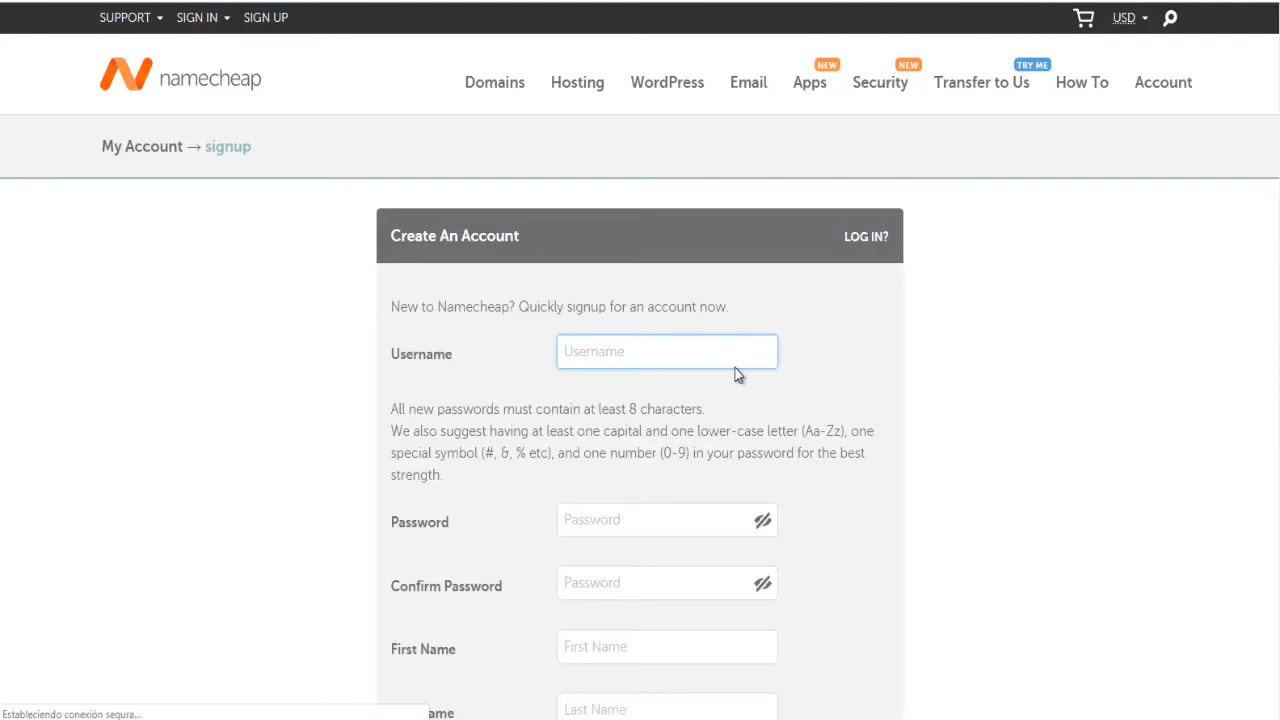 SUPPORT SIGN IN SIGN UP USD
NEW NEW TRY ME
namecheap Domains Hosting WordPress Email Apps Security Transfer to Us How To Account
My Account → signup
Create An Account LOG IN?
New to Namecheap? Quickly signup for an account now.
Username Username
All new passwords must contain at least 8 characters.
We also suggest having at least one capital and one lower-case letter (Aa-Zz), one
special symbol (#, &, % etc), and one number (0-9) in your password for the best
strength.
Password Password
Confirm Password Password
First Name First Name
ame Last Name
Estableciendo conexión segura...